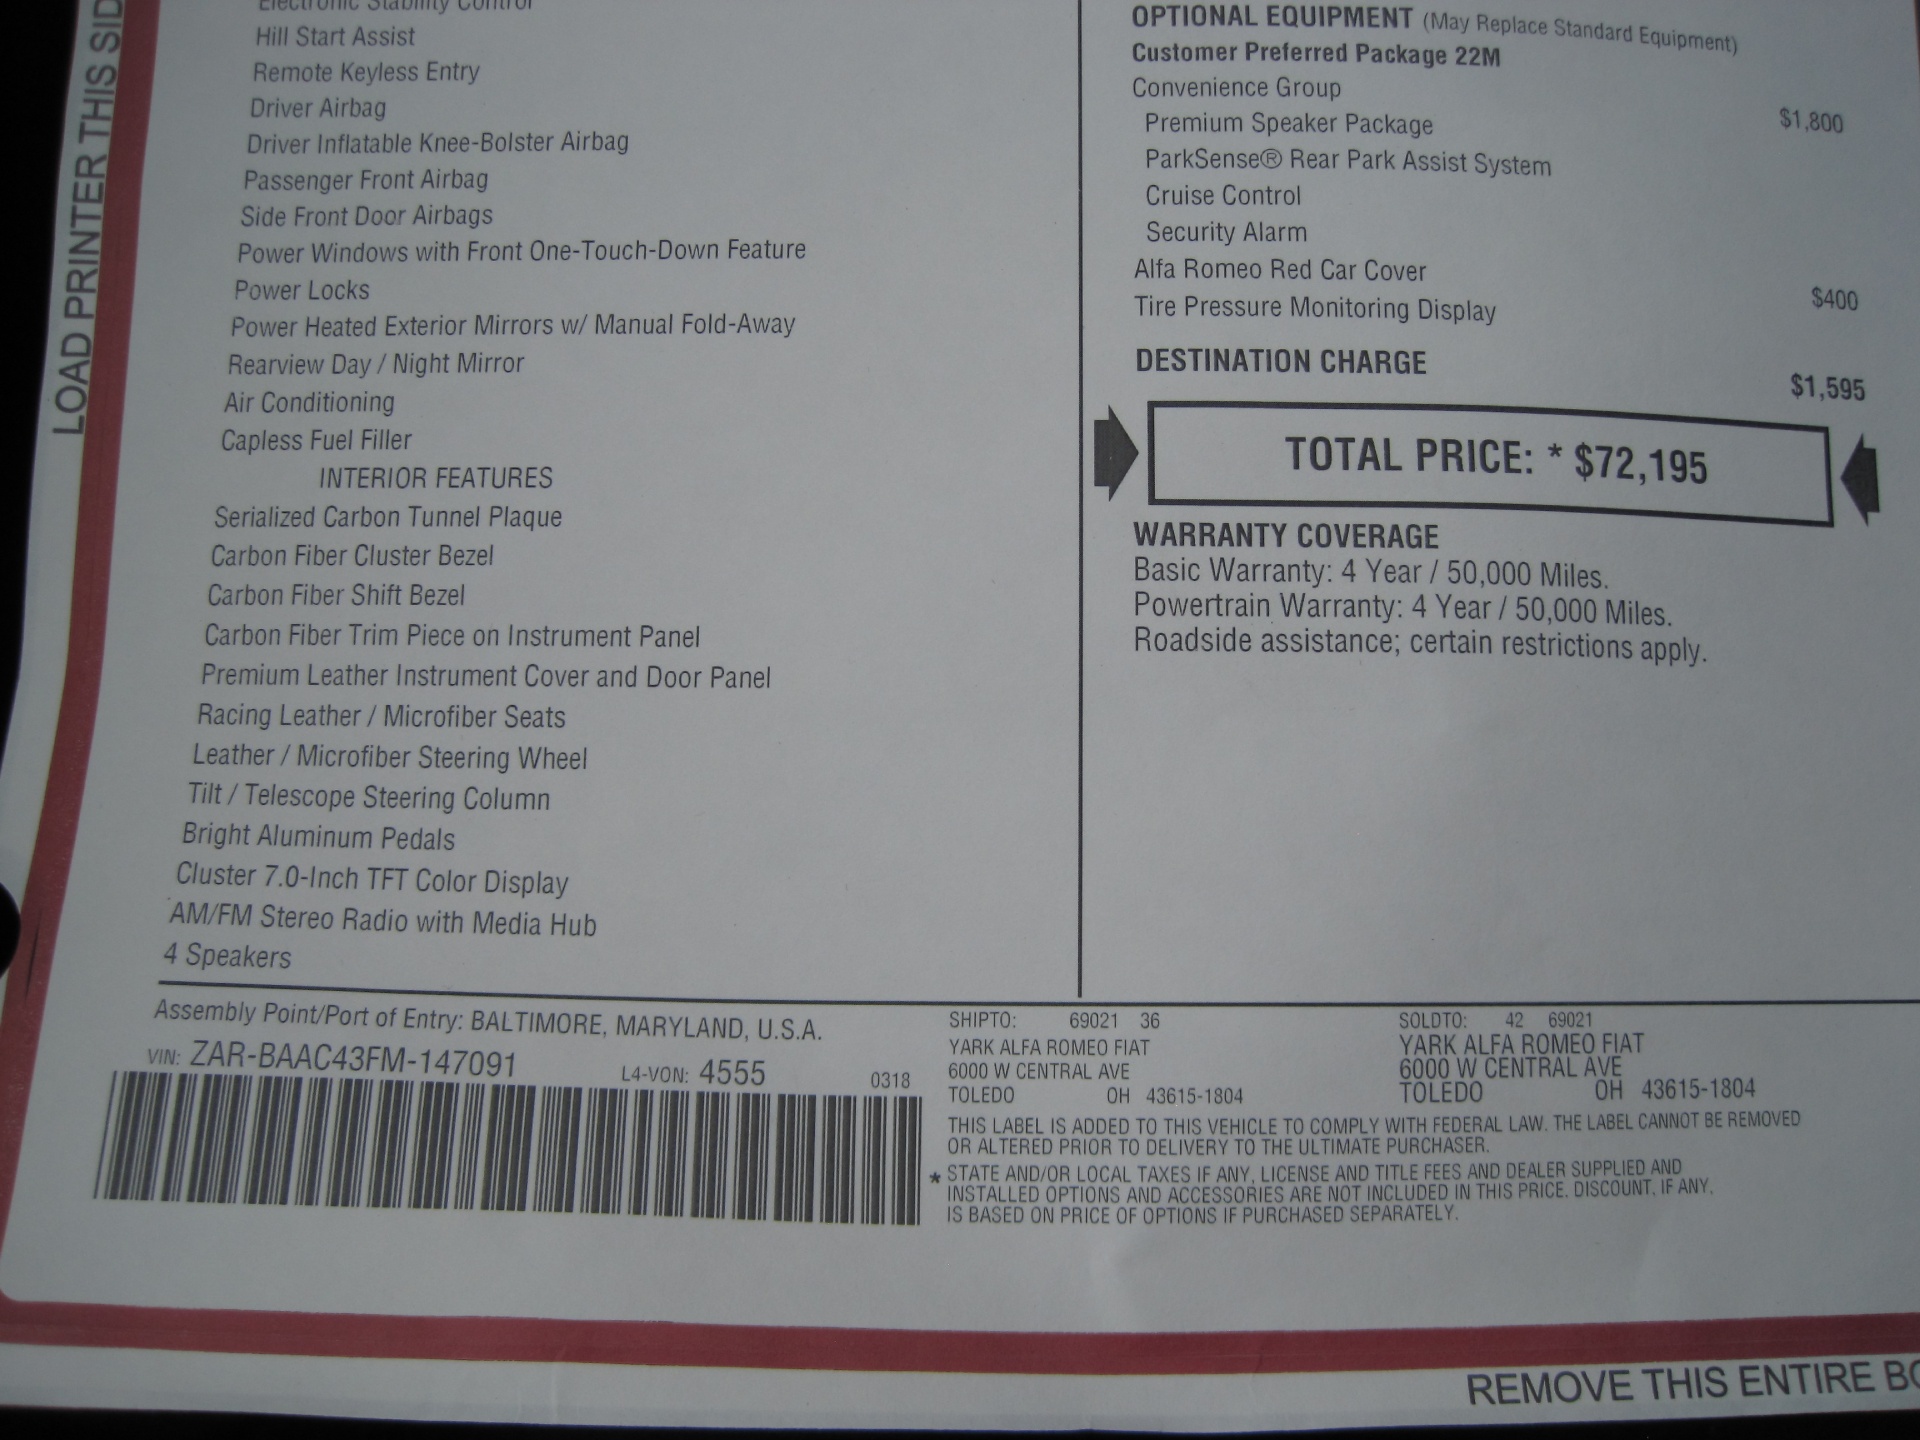 LOAD PRINTER THIS SID
Electronic Stability Control
Hill Start Assist
Remote Keyless Entry
Driver Airbag
Driver Inflatable Knee-Bolster Airbag
Passenger Front Airbag
Side Front Door Airbags
Power Windows with Front One-Touch-Down Feature
Power Locks
Power Heated Exterior Mirrors w/ Manual Fold-Away
Rearview Day / Night Mirror
Air Conditioning
Capless Fuel Filler
INTERIOR FEATURES
Serialized Carbon Tunnel Plaque
Carbon Fiber Cluster Bezel
Carbon Fiber Shift Bezel
Carbon Fiber Trim Piece on Instrument Panel
Premium Leather Instrument Cover and Door Panel
Racing Leather / Microfiber Seats
Leather / Microfiber Steering Wheel
Tilt / Telescope Steering Column
Bright Aluminum Pedals
Cluster 7.0-Inch TFT Color Display
AM/FM Stereo Radio with Media Hub
4 Speakers
OPTIONAL EQUIPMENT (May Replace Standard Equipment)
Customer Preferred Package 22M
Convenience Group $1,800
Premium Speaker Package
ParkSense® Rear Park Assist System
Cruise Control
Security Alarm
Alfa Romeo Red Car Cover $400
Tire Pressure Monitoring Display
DESTINATION CHARGE $1,595
TOTAL PRICE: * $72,195
WARRANTY COVERAGE
Basic Warranty: 4 Year / 50,000 Miles.
Powertrain Warranty: 4 Year / 50,000 Miles.
Roadside assistance; certain restrictions apply.
Assembly Point/Port of Entry: BALTIMORE, MARYLAND, U.S.A.
VIN: ZAR-BAAC43FM-147091 L4-VON: 4555 0318
SHIPTO: 69021 36
YARK ALFA ROMEO FIAT
6000 W CENTRAL AVE
TOLEDO OH 43615-1804
SOLDTO: 42 69021
YARK ALFA ROMEO FIAT
6000 W CENTRAL AVE
TOLEDO OH 43615-1804
THIS LABEL IS ADDED TO THIS VEHICLE TO COMPLY WITH FEDERAL LAW. THE LABEL CANNOT BE REMOVED
OR ALTERED PRIOR TO DELIVERY TO THE ULTIMATE PURCHASER.
* STATE AND/OR LOCAL TAXES IF ANY, LICENSE AND TITLE FEES AND DEALER SUPPLIED AND
INSTALLED OPTIONS AND ACCESSORIES ARE NOT INCLUDED IN THIS PRICE. DISCOUNT, IF ANY,
IS BASED ON PRICE OF OPTIONS IF PURCHASED SEPARATELY.
REMOVE THIS ENTIRE BO